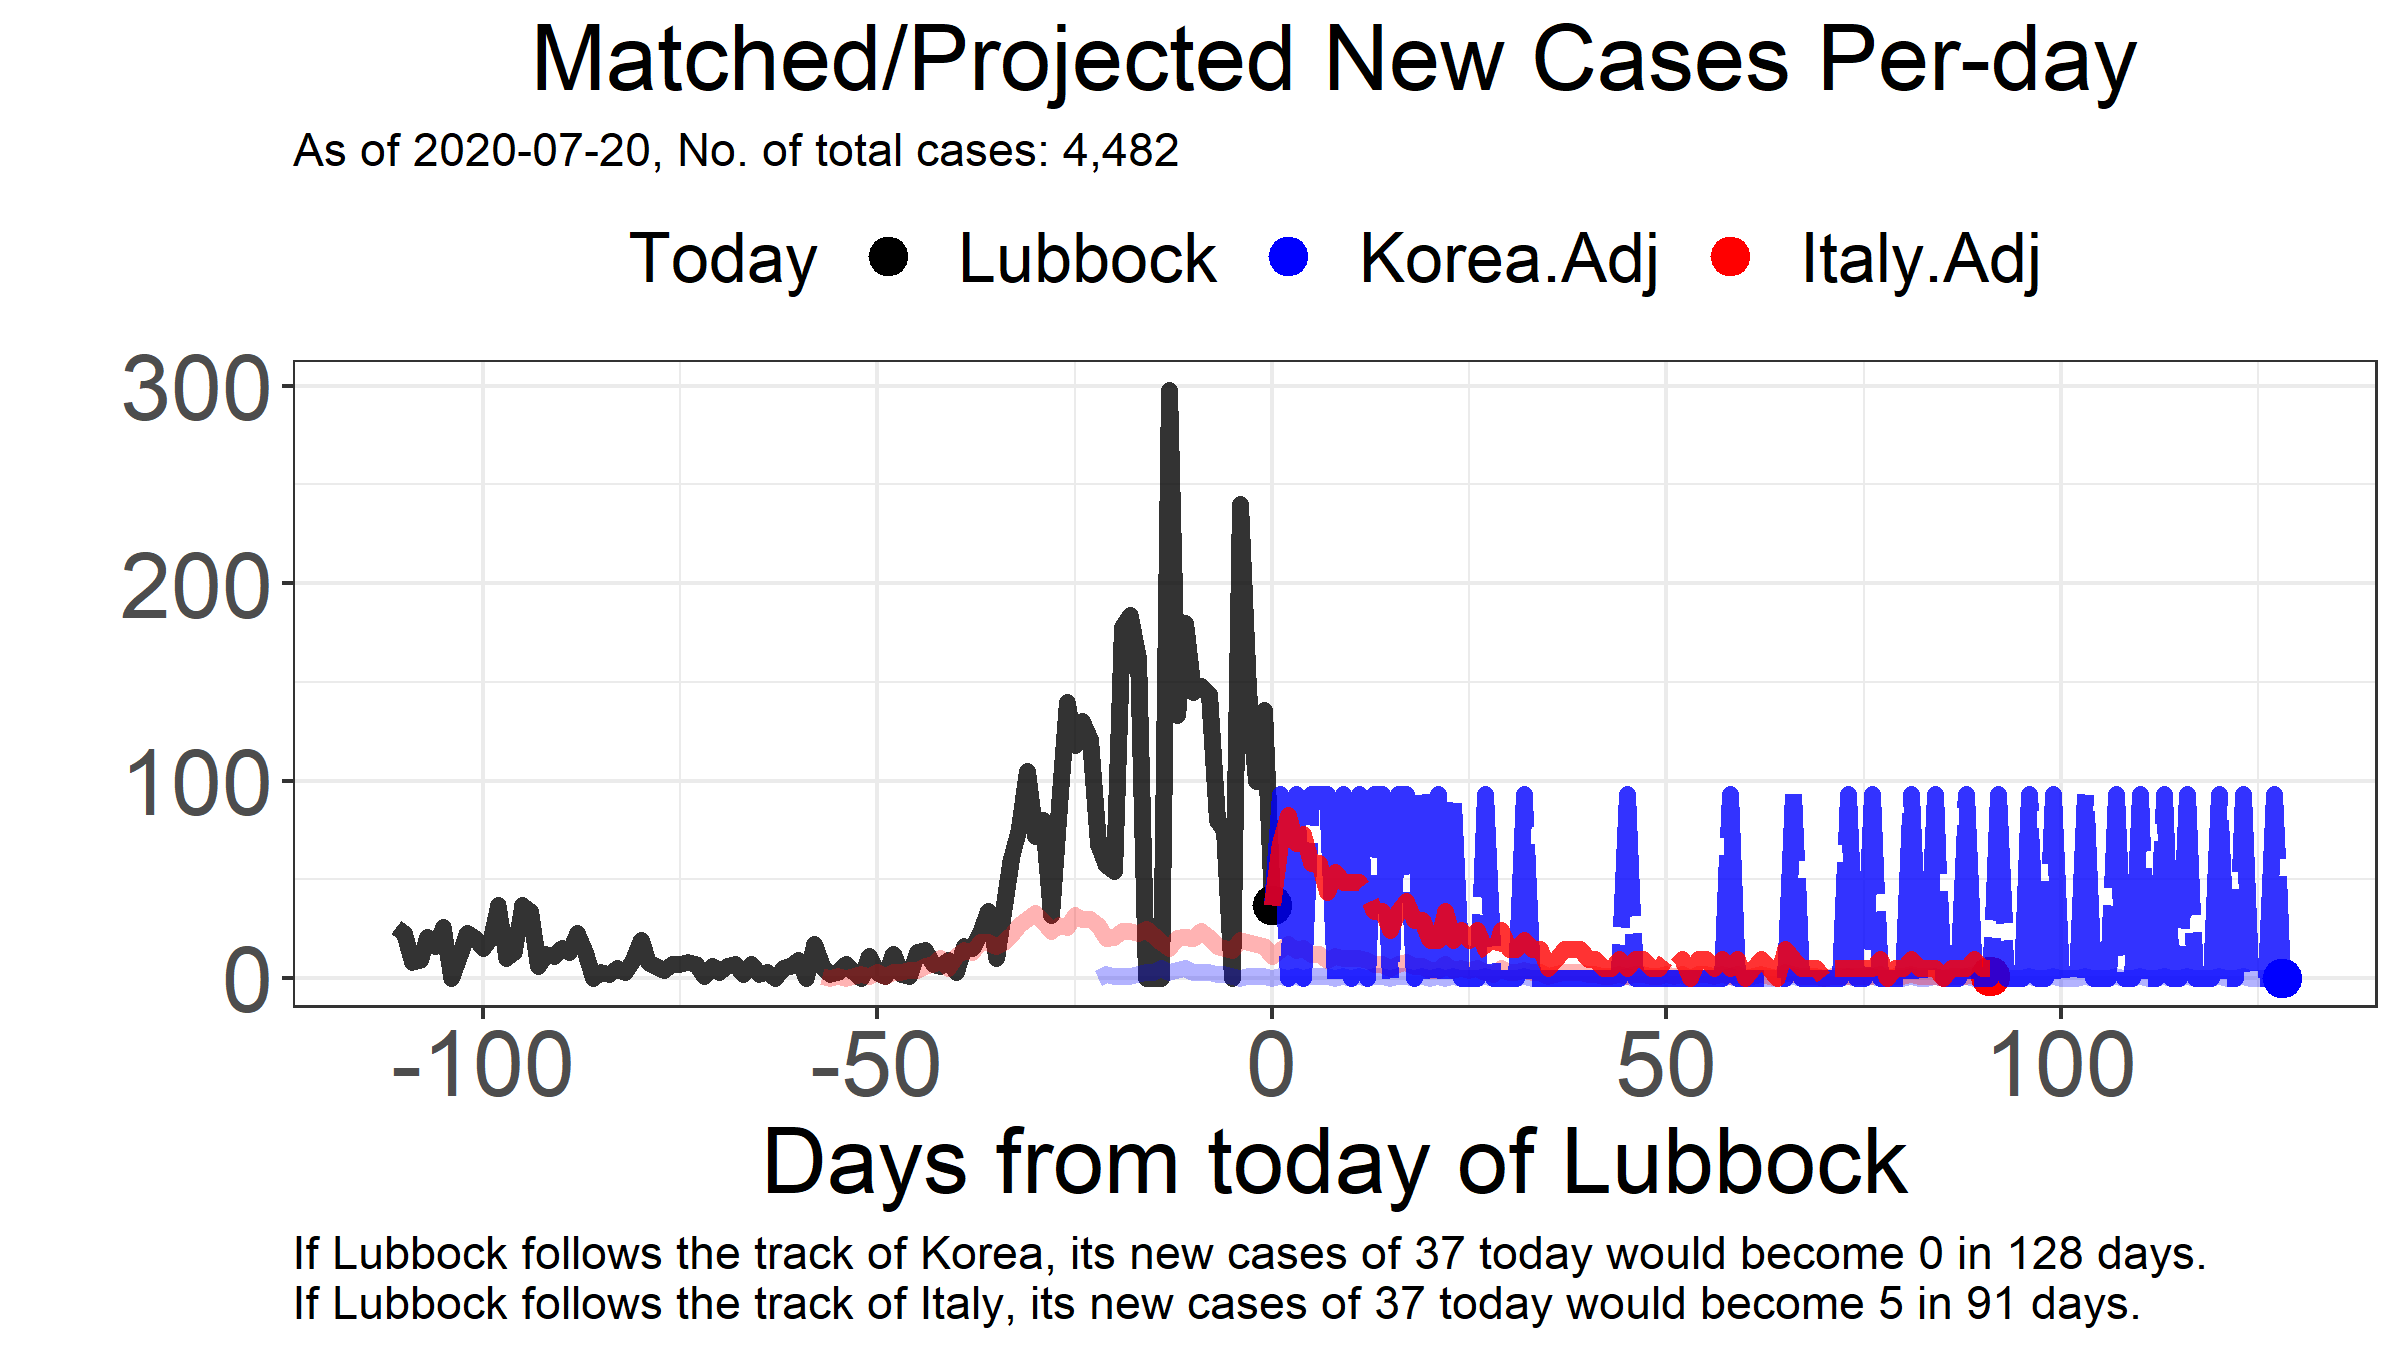 Matched/Projected New Cases Per-day
As of 2020-07-20, No. of total cases: 4,482
Today Lubbock Korea.Adj Italy.Adj
300
200
100
0
-100 -50 0 50 100
Days from today of Lubbock
If Lubbock follows the track of Korea, its new cases of 37 today would become 0 in 128 days.
If Lubbock follows the track of Italy, its new cases of 37 today would become 5 in 91 days.